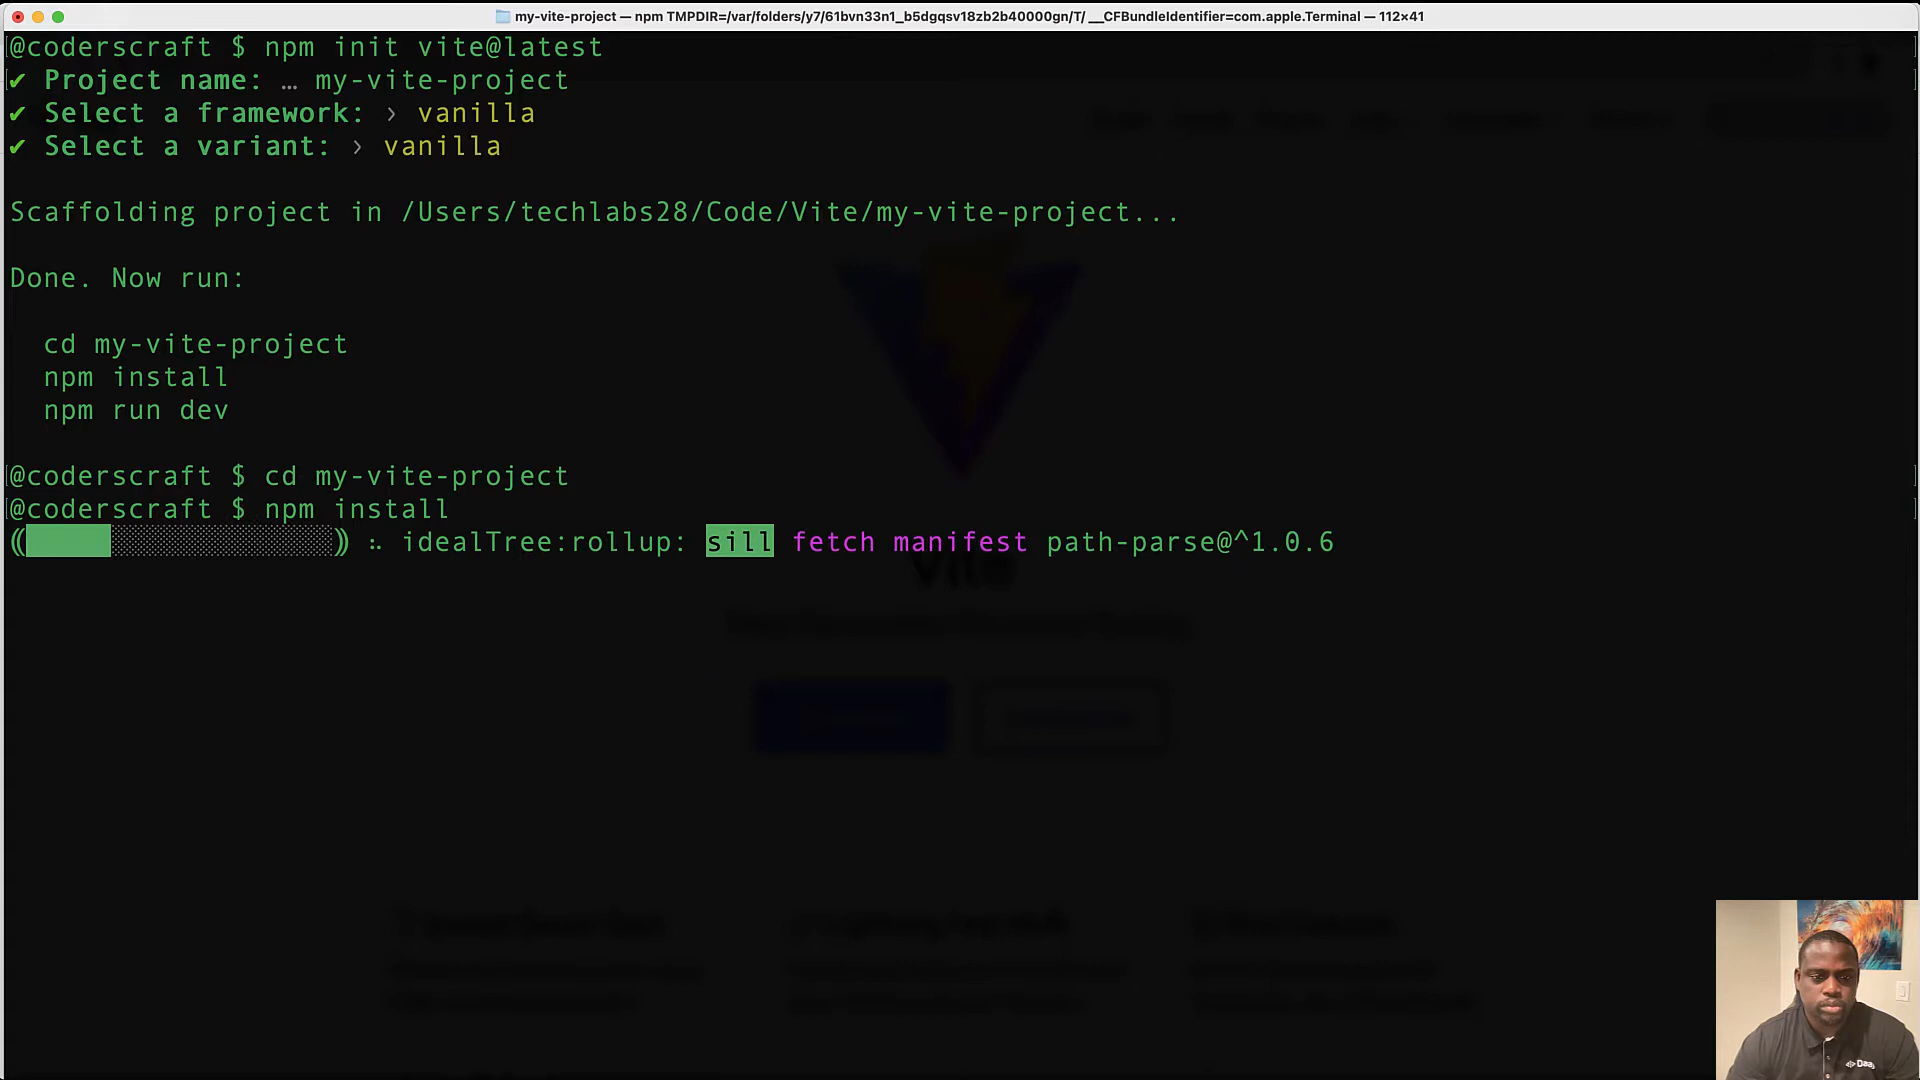 my-vite-project — npm TMPDIR=/var/folders/y7/61bvn33n1_b5dgqsv18zb2b40000gn/T/ __CFBundleIdentifier=com.apple.Terminal — 112×41
@coderscraft $ npm init vite@latest
✔ Project name: … my-vite-project
✔ Select a framework: › vanilla
✔ Select a variant: › vanilla
Scaffolding project in /Users/techlabs28/Code/Vite/my-vite-project...
Done. Now run:
cd my-vite-project
npm install
npm run dev
@coderscraft $ cd my-vite-project
@coderscraft $ npm install
idealTree:rollup: sill fetch manifest path-parse@^1.0.6
Vite